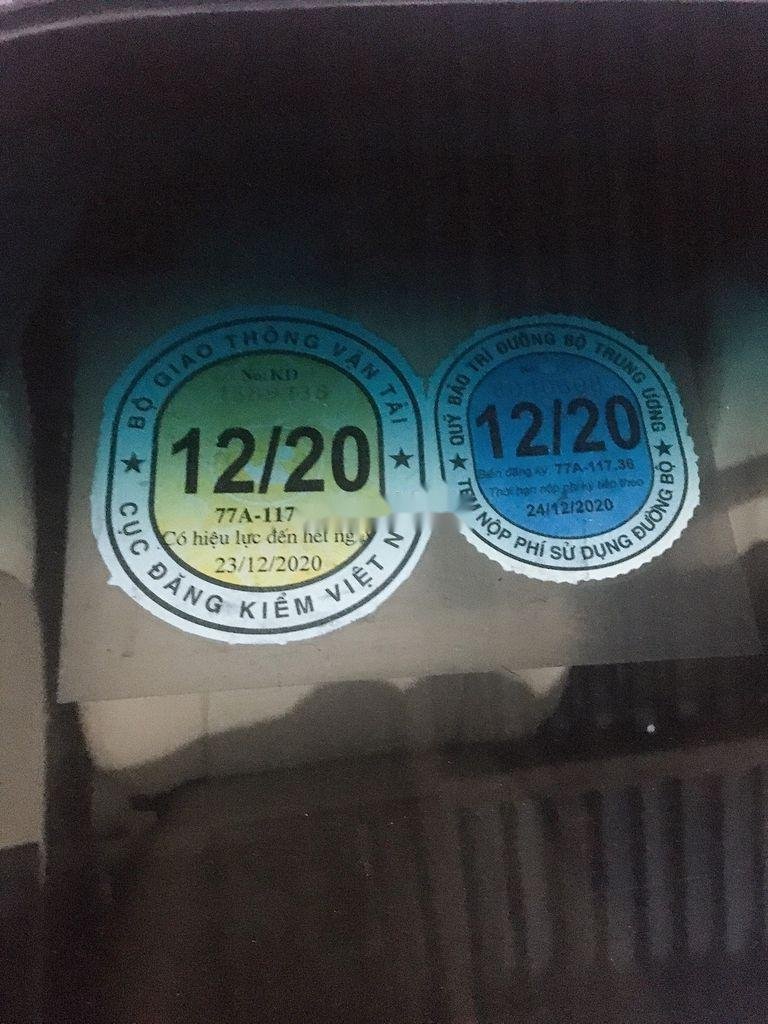 BỘ GIAO THÔNG VẬN TẢI
No: KD
12/20
77A-117
Có hiệu lực đến hết
23/12/2020
CỤC ĐĂNG KIỂM VIỆT
QUỸ BẢO TRÌ ĐƯỜNG BỘ TRUNG ƯƠNG
12/20
Biển đăng ký 77A-117.36
Thời hạn nộp phí kỳ tiếp theo
24/12/2020
TEM NỘP PHÍ SỬ DỤNG ĐƯỜNG BỘ